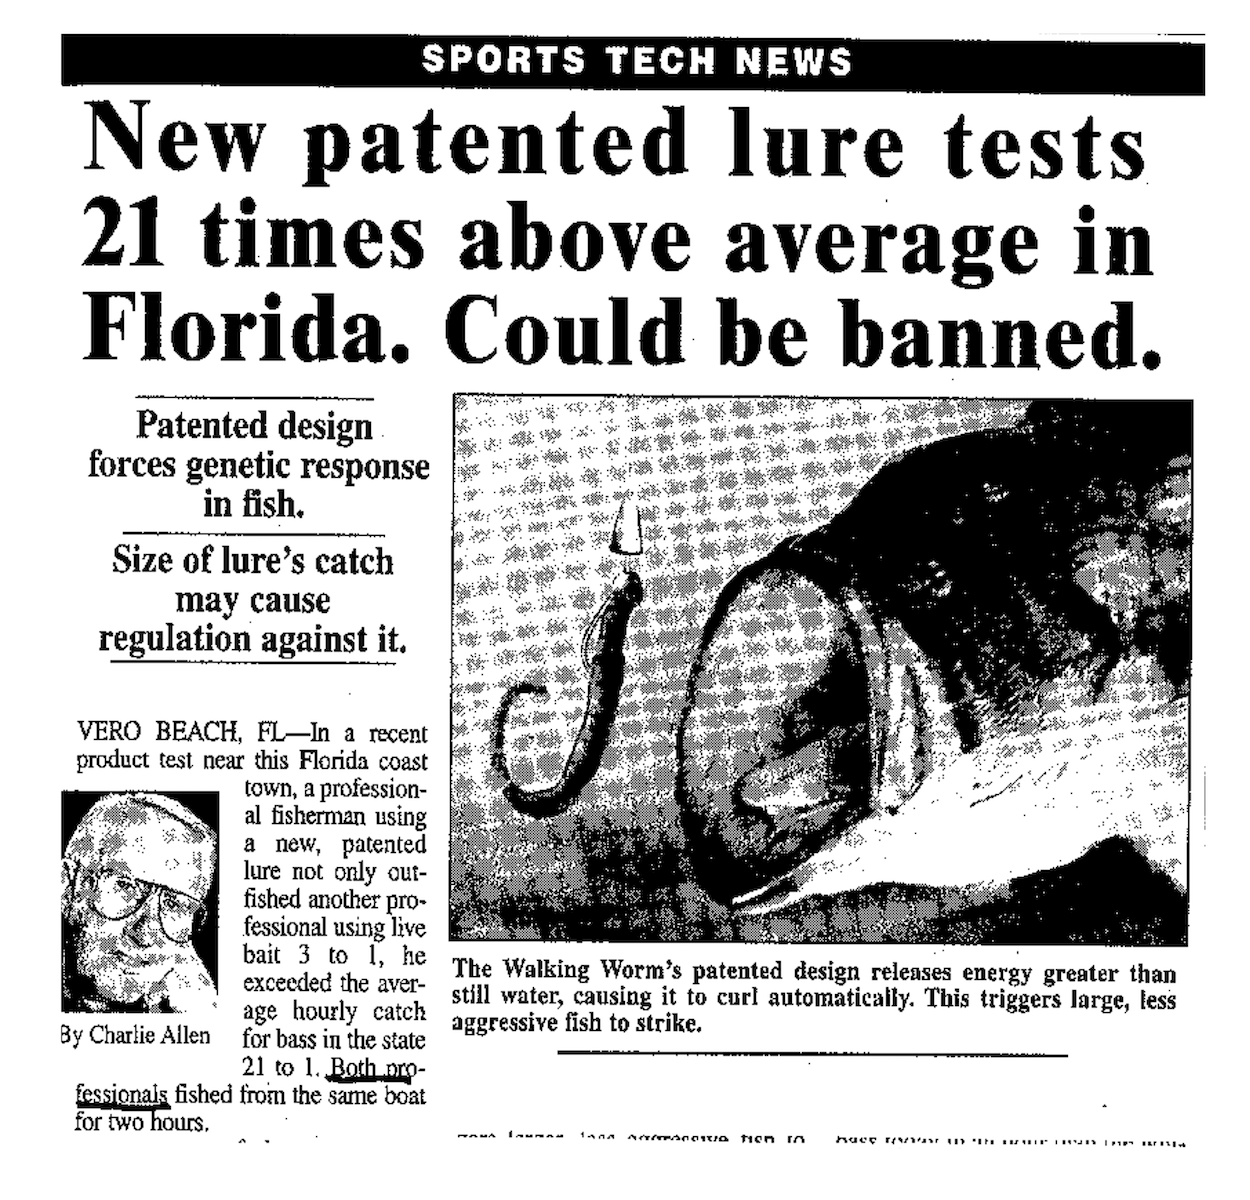 SPORTS TECH NEWS
New patented lure tests
21 times above average in
Florida. Could be banned.
Patented design
forces genetic response
in fish.
Size of lure's catch
may cause
regulation against it.
VERO BEACH, FL—In a recent
product test near this Florida coast
town, a profession-
al fisherman using
a new, patented
lure not only out-
fished another pro-
fessional using live
bait 3 to 1, he
exceeded the aver-
age hourly catch
for bass in the state
21 to 1. Both pro-
fessionals fished from the same boat
for two hours.
By Charlie Allen
The Walking Worm's patented design releases energy greater than
still water, causing it to curl automatically. This triggers large, less
aggressive fish to strike.